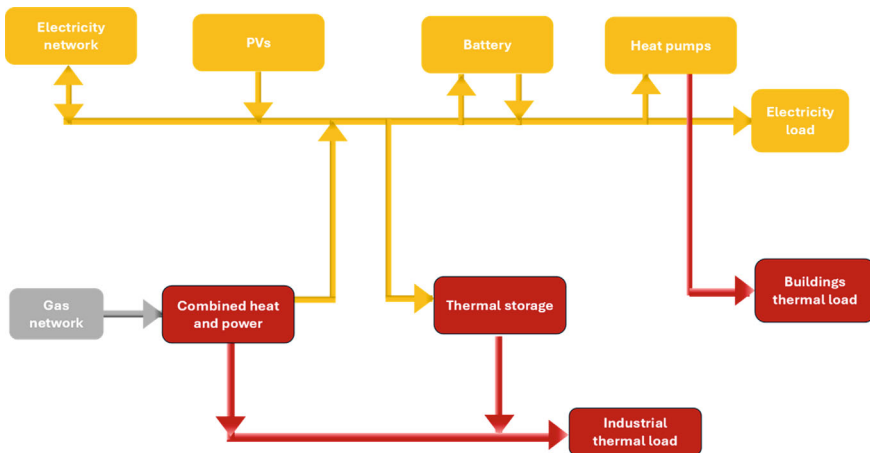 Electricity
network
PVs
Battery
Heat pumps
Electricity
load
Gas
network
Combined heat
and power
Thermal storage
Buildings
thermal load
Industrial
thermal load